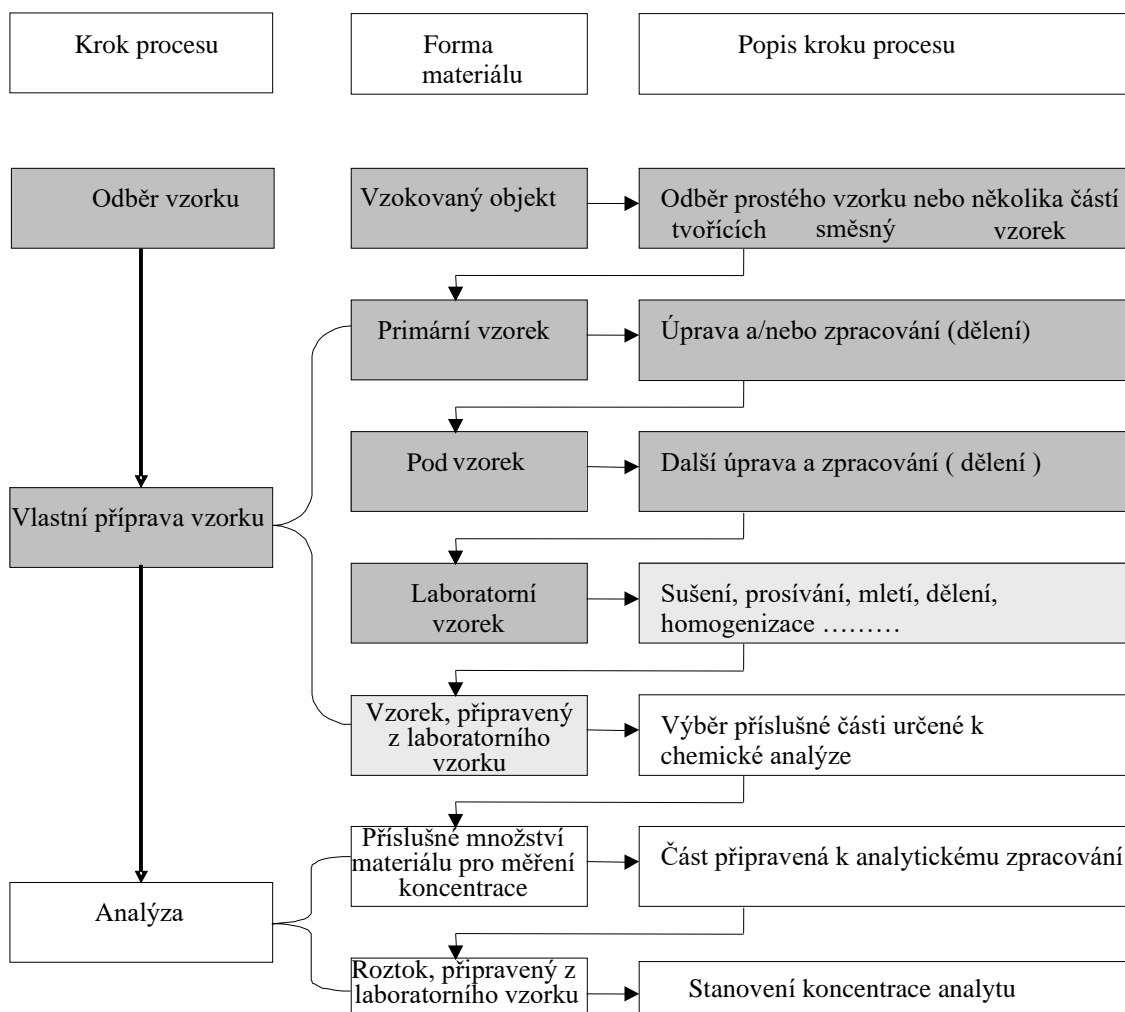 Krok procesu
Forma
materiálu
Popis kroku procesu
Odběr vzorku
Vzokovaný objekt
Odběr prostého vzorku nebo několika částí
tvořících směsný vzorek
Primární vzorek
Úprava a/nebo zpracování (dělení)
Pod vzorek
Další úprava a zpracování ( dělení )
Vlastní příprava vzorku
Laboratorní
vzorek
Sušení, prosívání, mletí, dělení,
homogenizace ………
Vzorek, připravený
z laboratorního
vzorku
Výběr příslušné části určené k
chemické analýze
Příslušné množství
materiálu pro měření
koncentrace
Část připravená k analytickému zpracování
Analýza
Roztok, připravený z
laboratorního vzorku
Stanovení koncentrace analytu